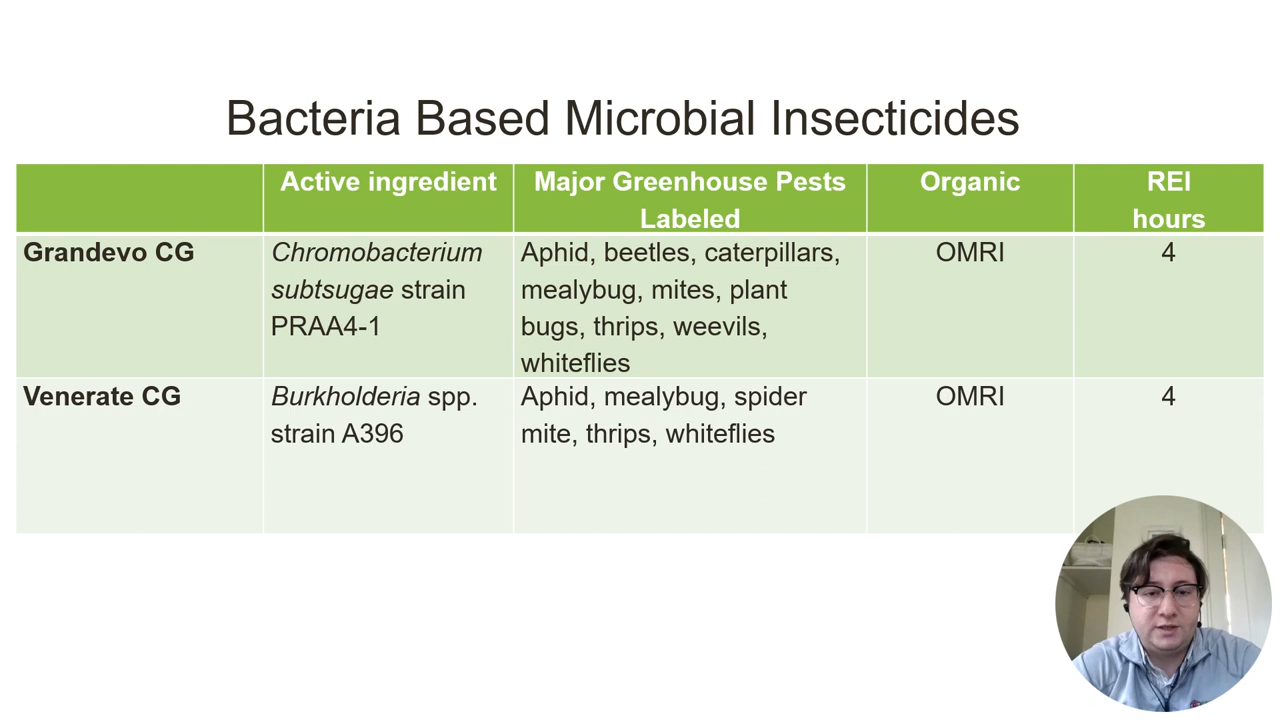 Bacteria Based Microbial Insecticides
Active ingredient
Major Greenhouse Pests
Labeled
Organic
REI
hours
Grandevo CG
Chromobacterium
subtsugae strain
PRAA4-1
Aphid, beetles, caterpillars,
mealybug, mites, plant
bugs, thrips, weevils,
whiteflies
OMRI
4
Venerate CG
Burkholderia spp.
strain A396
Aphid, mealybug, spider
mite, thrips, whiteflies
OMRI
4